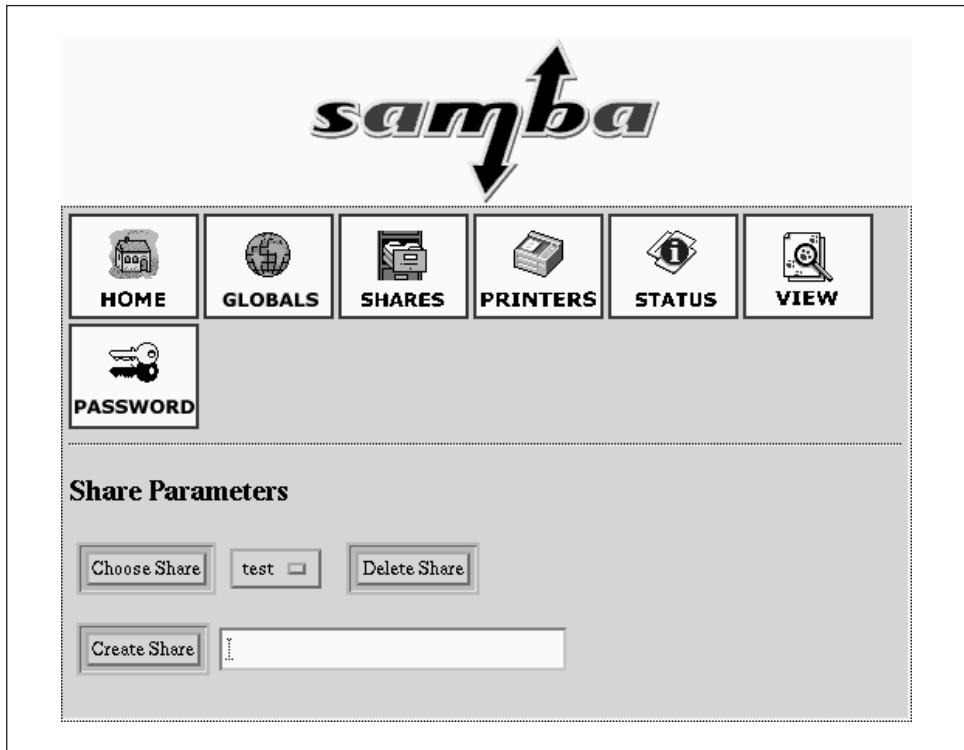 samba
HOME GLOBALS SHARES PRINTERS STATUS VIEW
PASSWORD
Share Parameters
Choose Share test Delete Share
Create Share